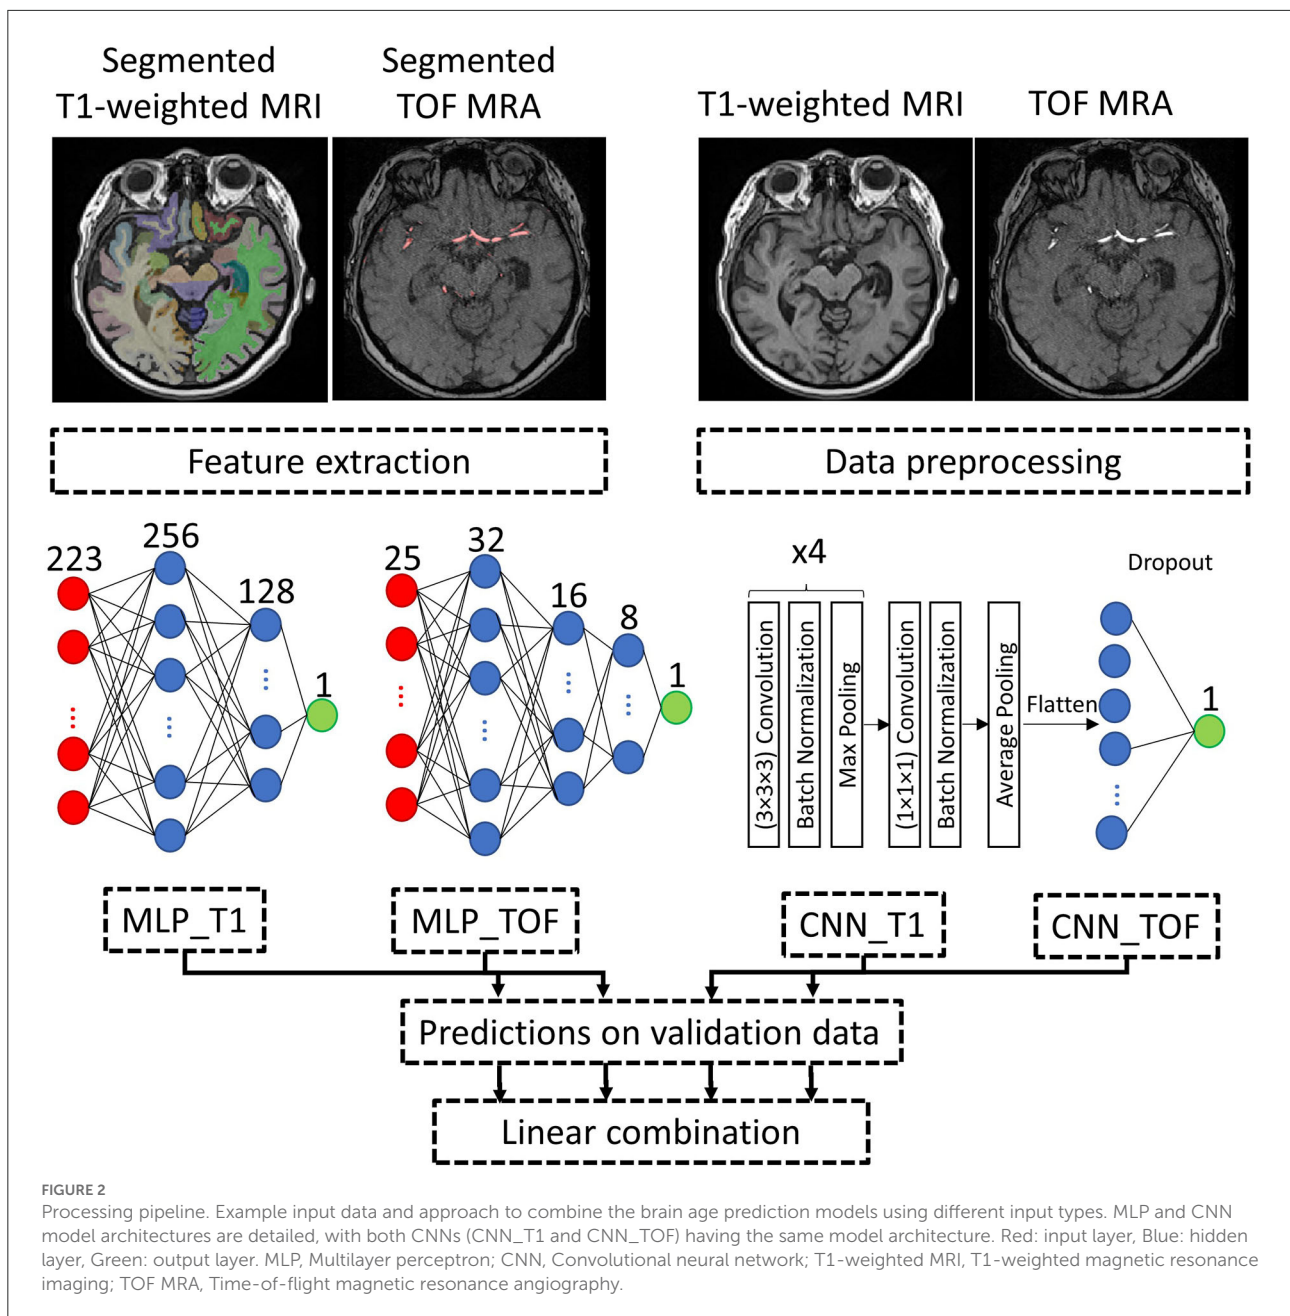 Segmented
T1-weighted MRI
Segmented
TOF MRA
T1-weighted MRI
TOF MRA
Feature extraction
Data preprocessing
223
256
128
1
25
32
16
8
1
x4
(3×3×3) Convolution
Batch Normalization
Max Pooling
(1×1×1) Convolution
Batch Normalization
Average Pooling
Flatten
Dropout
1
MLP_T1
MLP_TOF
CNN_T1
CNN_TOF
Predictions on validation data
Linear combination
FIGURE 2
Processing pipeline. Example input data and approach to combine the brain age prediction models using different input types. MLP and CNN
model architectures are detailed, with both CNNs (CNN_T1 and CNN_TOF) having the same model architecture. Red: input layer, Blue: hidden
layer, Green: output layer. MLP, Multilayer perceptron; CNN, Convolutional neural network; T1-weighted MRI, T1-weighted magnetic resonance
imaging; TOF MRA, Time-of-flight magnetic resonance angiography.